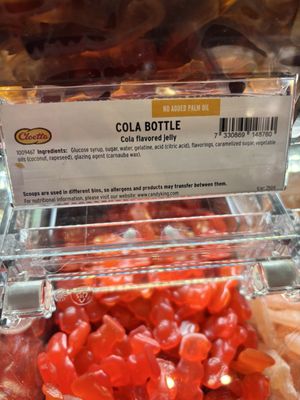 NO ADDED PALM OIL
Cloetta
COLA BOTTLE
Cola flavored jelly
7 330869 148760
1009467 Ingredients: Glucose syrup, sugar, water, gelatine, acid (citric acid), flavorings, caramelized sugar, vegetable
oils (coconut, rapeseed), glazing agent (carnauba wax).
Scoops are used in different bins, so allergens and products may transfer between them.
For nutritional information, please visit our website: www.candyking.com